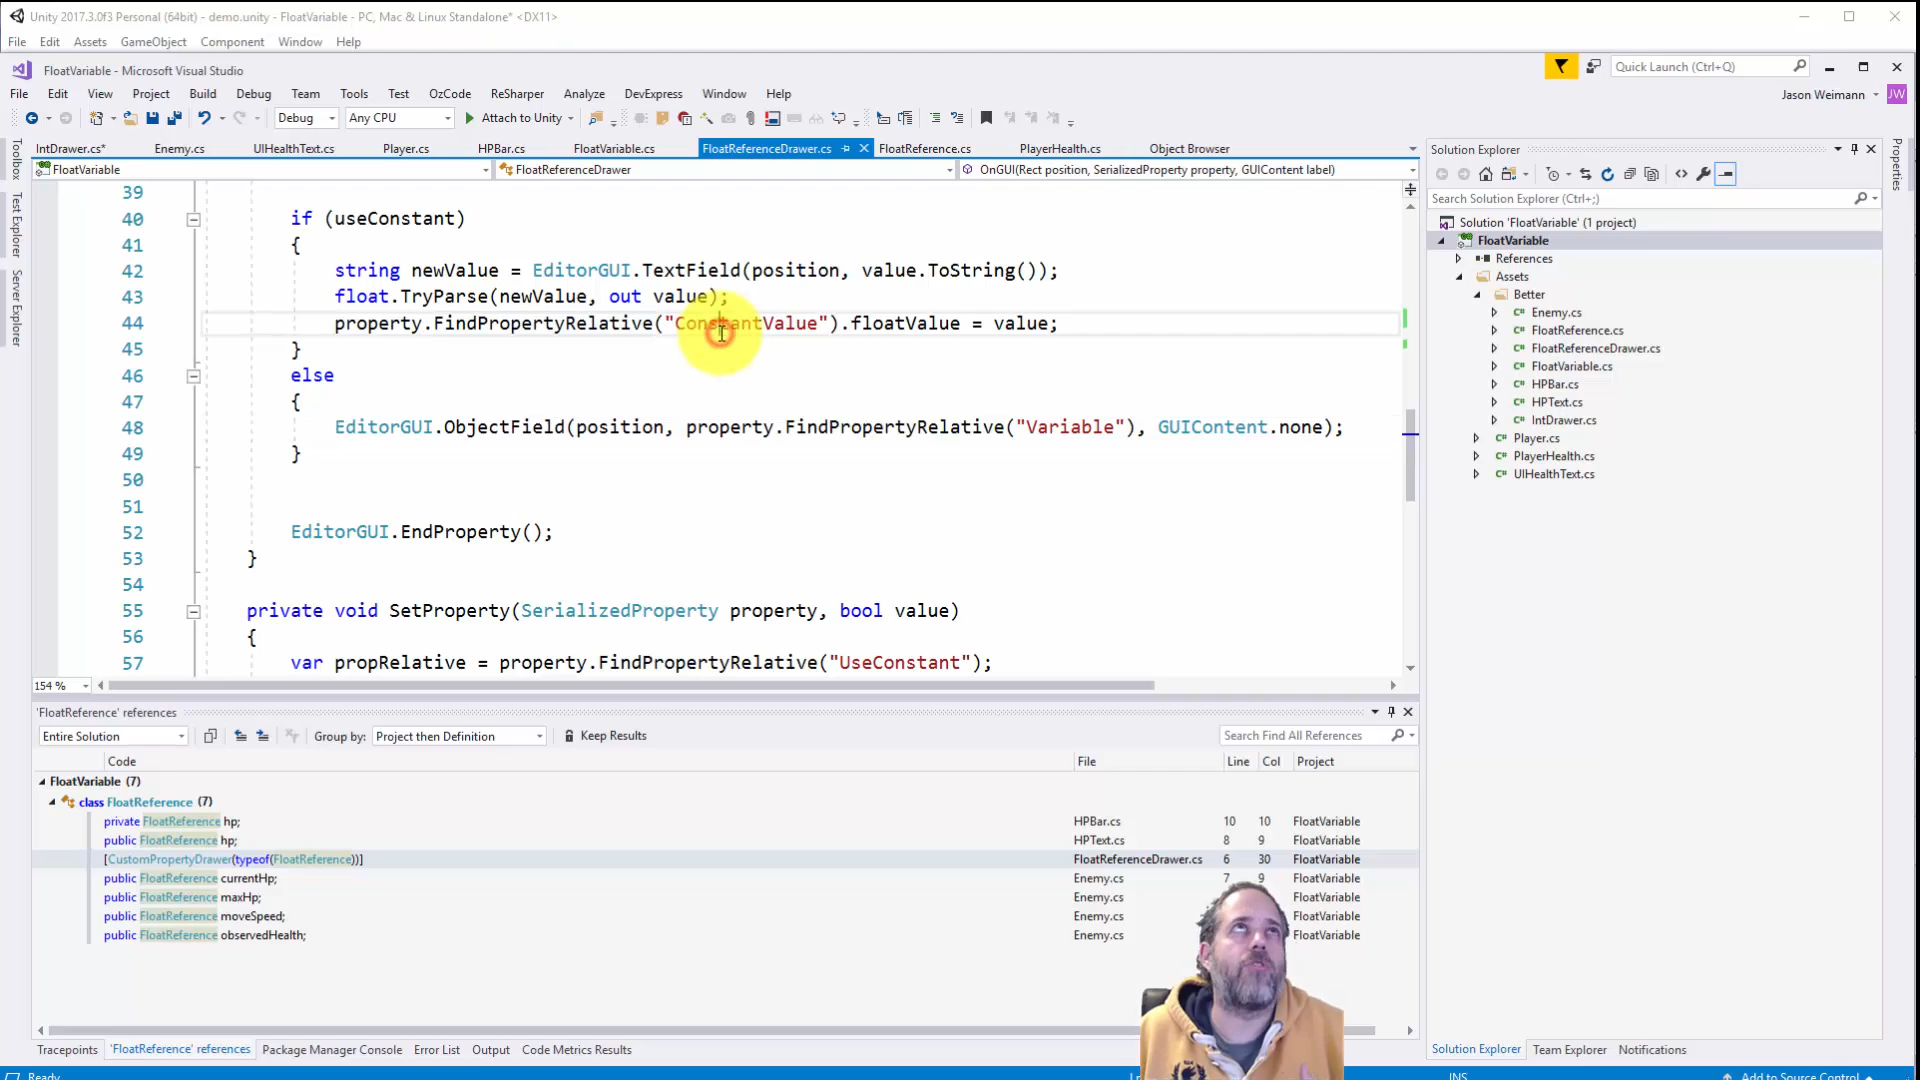 Unity 2017.3.0f3 Personal (64bit) - demo.unity - FloatVariable - PC, Mac & Linux Standalone* <DX11>
File Edit Assets GameObject Component Window Help
FloatVariable - Microsoft Visual Studio
Quick Launch (Ctrl+Q)
File Edit View Project Build Debug Team Tools Test OzCode ReSharper Analyze DevExpress Window Help
Jason Weimann JW
Debug Any CPU Attach to Unity
IntDrawer.cs* Enemy.cs UIHealthText.cs Player.cs HPBar.cs FloatVariable.cs FloatReferenceDrawer.cs FloatReference.cs PlayerHealth.cs Object Browser
FloatVariable FloatReferenceDrawer OnGUI(Rect position, SerializedProperty property, GUIContent label)
Toolbox
Test Explorer
Server Explorer
39
40 if (useConstant)
41 {
42 string newValue = EditorGUI.TextField(position, value.ToString());
43 float.TryParse(newValue, out value);
44 property.FindPropertyRelative("ConstantValue").floatValue = value;
45 }
46 else
47 {
48 EditorGUI.ObjectField(position, property.FindPropertyRelative("Variable"), GUIContent.none);
49 }
50
51
52 EditorGUI.EndProperty();
53 }
54
55 private void SetProperty(SerializedProperty property, bool value)
56 {
57 var propRelative = property.FindPropertyRelative("UseConstant");
154 %
Solution Explorer
Search Solution Explorer (Ctrl+;)
Solution 'FloatVariable' (1 project)
FloatVariable
References
Assets
Better
Enemy.cs
FloatReference.cs
FloatReferenceDrawer.cs
FloatVariable.cs
HPBar.cs
HPText.cs
IntDrawer.cs
Player.cs
PlayerHealth.cs
UIHealthText.cs
Properties
'FloatReference' references
Entire Solution Group by: Project then Definition Keep Results Search Find All References
Code File Line Col Project
FloatVariable (7)
class FloatReference (7)
private FloatReference hp; HPBar.cs 10 10 FloatVariable
public FloatReference hp; HPText.cs 8 9 FloatVariable
[CustomPropertyDrawer(typeof(FloatReference))] FloatReferenceDrawer.cs 6 30 FloatVariable
public FloatReference currentHp; Enemy.cs 7 9 FloatVariable
public FloatReference maxHp; Enemy.cs FloatVariable
public FloatReference moveSpeed; Enemy.cs FloatVariable
public FloatReference observedHealth; Enemy.cs FloatVariable
Tracepoints 'FloatReference' references Package Manager Console Error List Output Code Metrics Results
Solution Explorer Team Explorer Notifications
Ready INS Add to Source Control